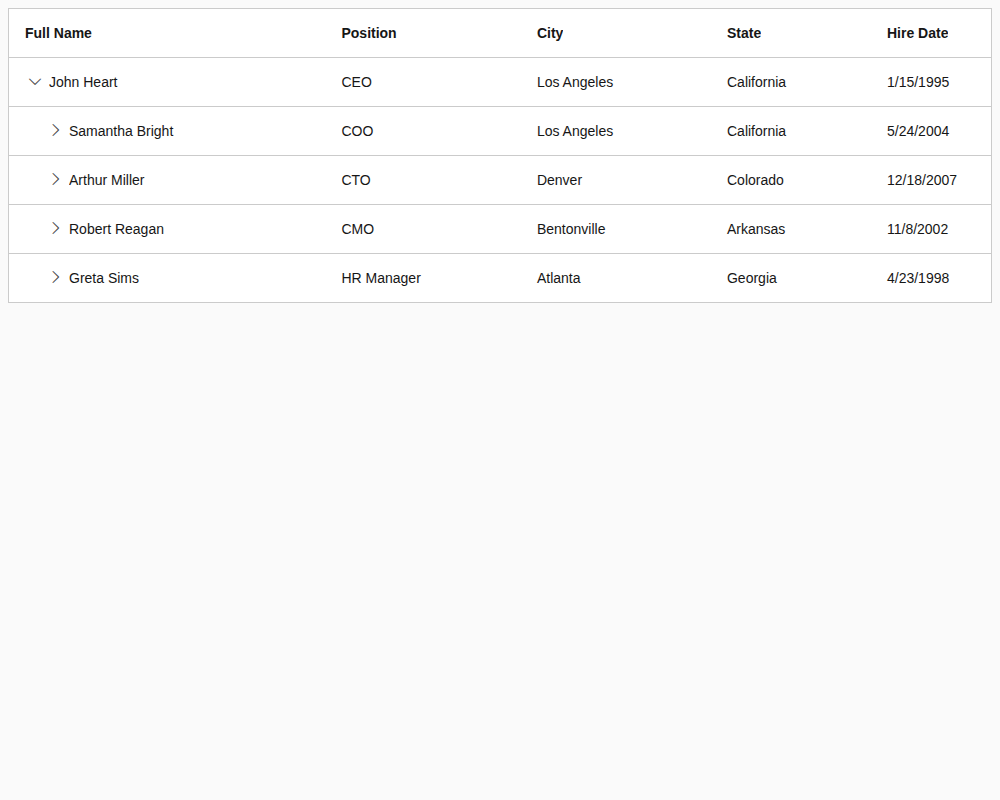 Full Name Position City State Hire Date
John Heart CEO Los Angeles California 1/15/1995
Samantha Bright COO Los Angeles California 5/24/2004
Arthur Miller CTO Denver Colorado 12/18/2007
Robert Reagan CMO Bentonville Arkansas 11/8/2002
Greta Sims HR Manager Atlanta Georgia 4/23/1998